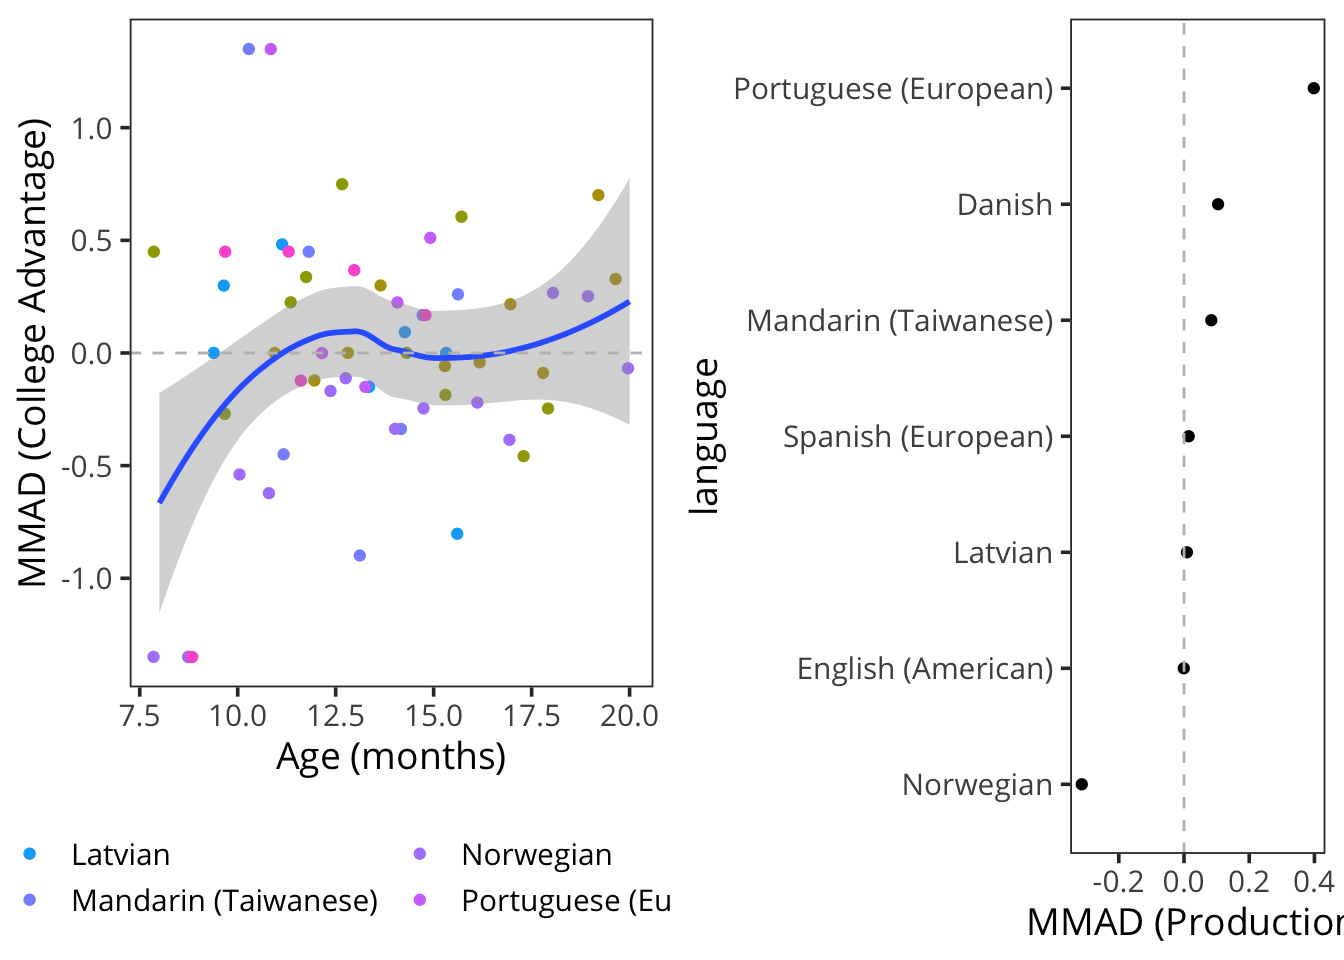 MMAD (College Advantage)
1.0
0.5
0.0
-0.5
-1.0
7.5 10.0 12.5 15.0 17.5 20.0
Age (months)
Latvian
Norwegian
Mandarin (Taiwanese)
Portuguese (Eu
language
Portuguese (European)
Danish
Mandarin (Taiwanese)
Spanish (European)
Latvian
English (American)
Norwegian
-0.2 0.0 0.2 0.4
MMAD (Production